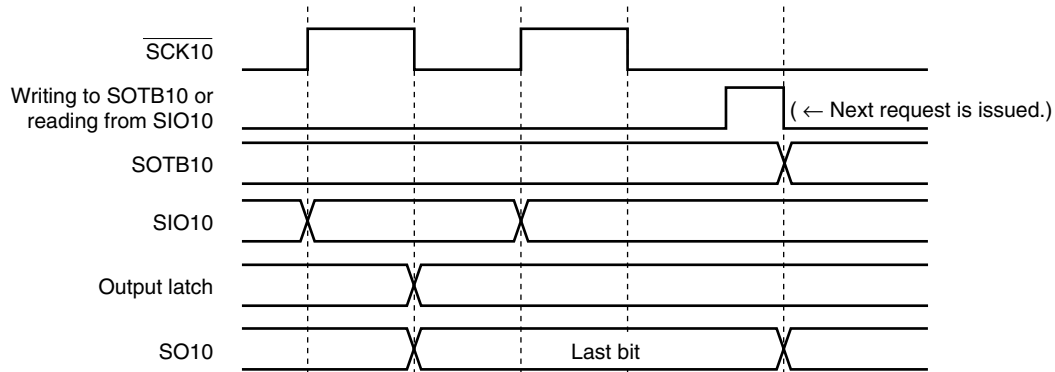 SCK10
Writing to SOTB10 or
reading from SIO10
( ← Next request is issued.)
SOTB10
SIO10
Output latch
SO10
Last bit